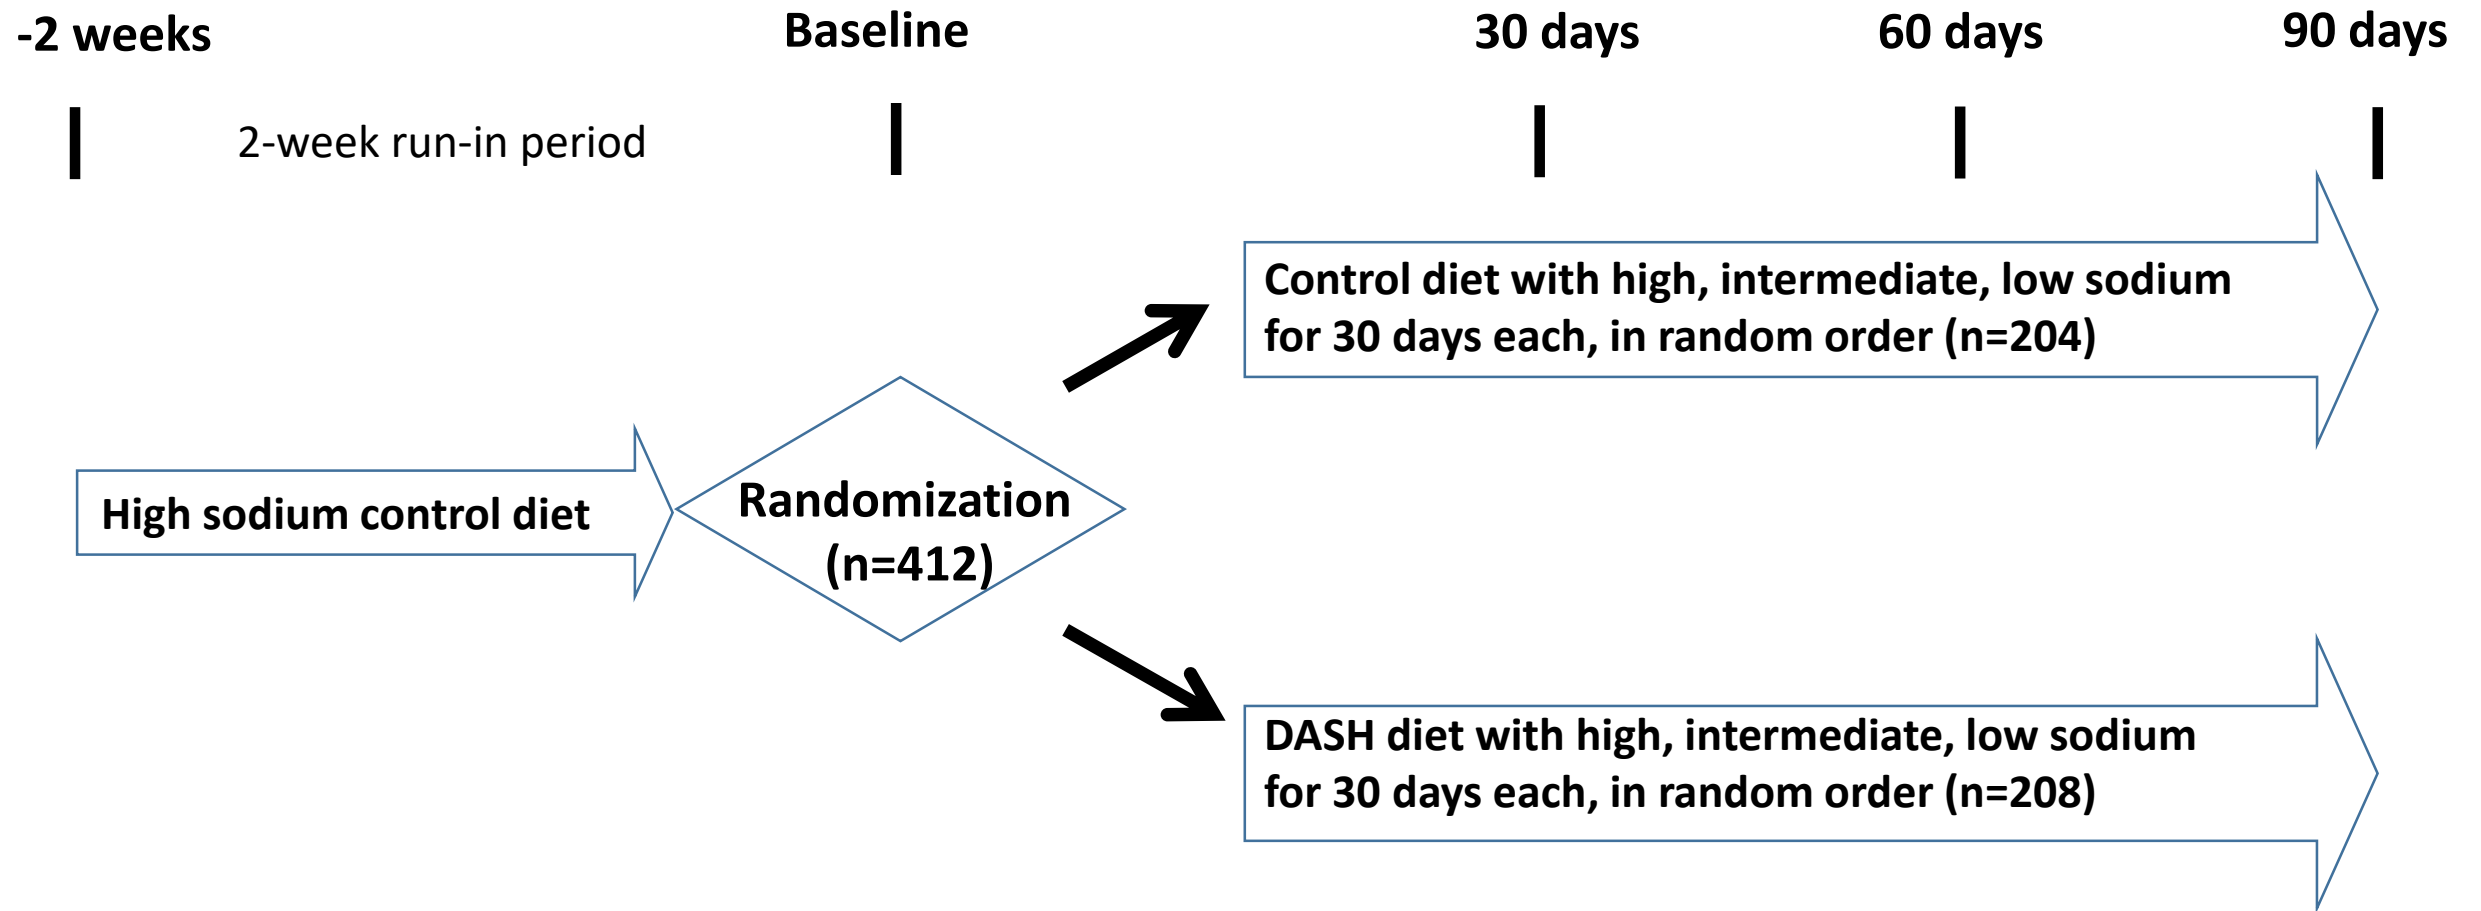 -2 weeks
Baseline
30 days
60 days
90 days
2-week run-in period
Control diet with high, intermediate, low sodium
for 30 days each, in random order (n=204)
High sodium control diet
Randomization
(n=412)
DASH diet with high, intermediate, low sodium
for 30 days each, in random order (n=208)